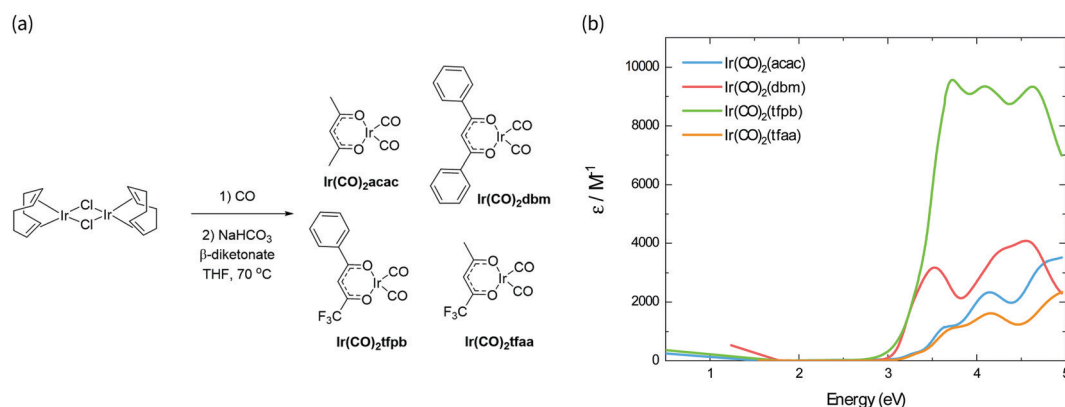 (a)
Ir
Cl
Cl
Ir
1) CO
2) NaHCO3
β-diketonate
THF, 70 °C
O
O
Ir
CO
CO
Ir(CO)2acac
O
O
Ir
CO
CO
Ir(CO)2dbm
O
O
Ir
CO
CO
F3C
Ir(CO)2tfpb
O
O
Ir
CO
CO
F3C
Ir(CO)2tfaa
(b)
Ir(CO)2(acac)
Ir(CO)2(dbm)
Ir(CO)2(tfpb)
Ir(CO)2(tfaa)
10000
8000
6000
4000
2000
0
ε / M-1
1 2 3 4 5
Energy (eV)